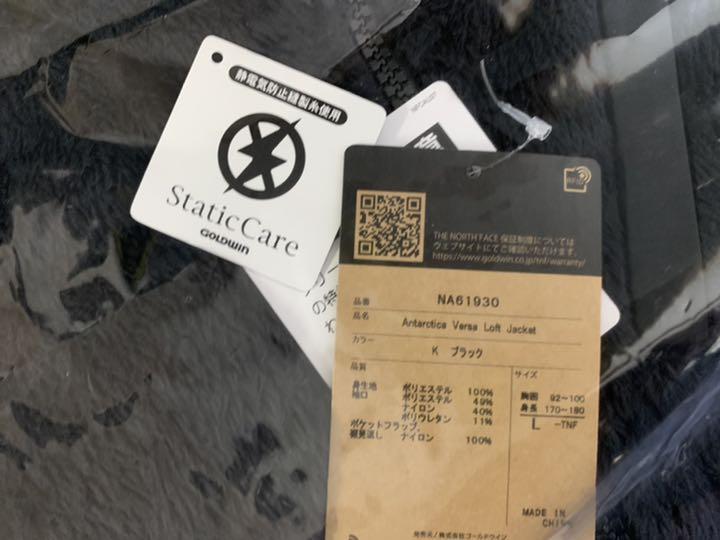 静電気防止縫製糸使用
StaticCare
GOLDWIN
THE NORTH FACE 保証制度については
ウェブサイトにてご確認いただけます。
https://www.goldwin.co.jp/tnf/warranty/
品番 NA61930
品名 Antarctica Versa Loft Jacket
カラー K ブラック
品質
身生地 ポリエステル 100%
袖口 ポリエステル 49%
ナイロン 40%
ポリウレタン 11%
ポケットフラップ、
裾見返し ナイロン 100%
サイズ
胸囲 92~100
身長 170~180
L -TNF
MADE IN
発売元/株式会社ゴールドウイン